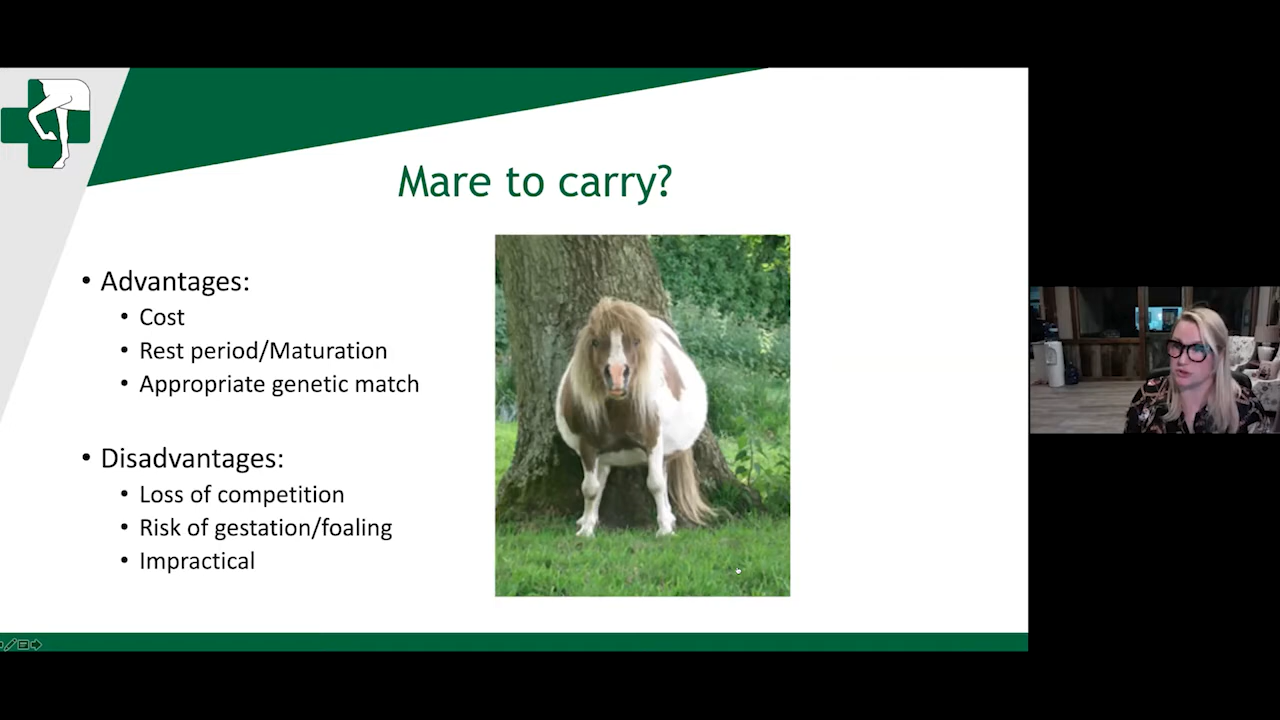 Mare to carry?
• Advantages:
• Cost
• Rest period/Maturation
• Appropriate genetic match
• Disadvantages:
• Loss of competition
• Risk of gestation/foaling
• Impractical